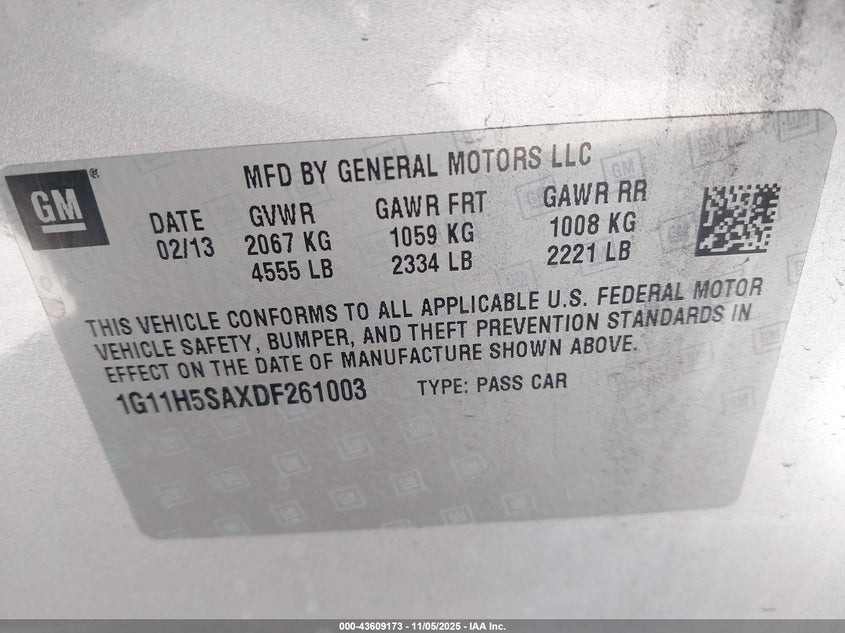 GM ®
MFD BY GENERAL MOTORS LLC
DATE GVWR GAWR FRT GAWR RR
02/13 2067 KG 1059 KG 1008 KG
4555 LB 2334 LB 2221 LB
THIS VEHICLE CONFORMS TO ALL APPLICABLE U.S. FEDERAL MOTOR
VEHICLE SAFETY, BUMPER, AND THEFT PREVENTION STANDARDS IN
EFFECT ON THE DATE OF MANUFACTURE SHOWN ABOVE.
1G11H5SAXDF261003 TYPE: PASS CAR
000-43609173 - 11/05/2025 - IAA Inc.